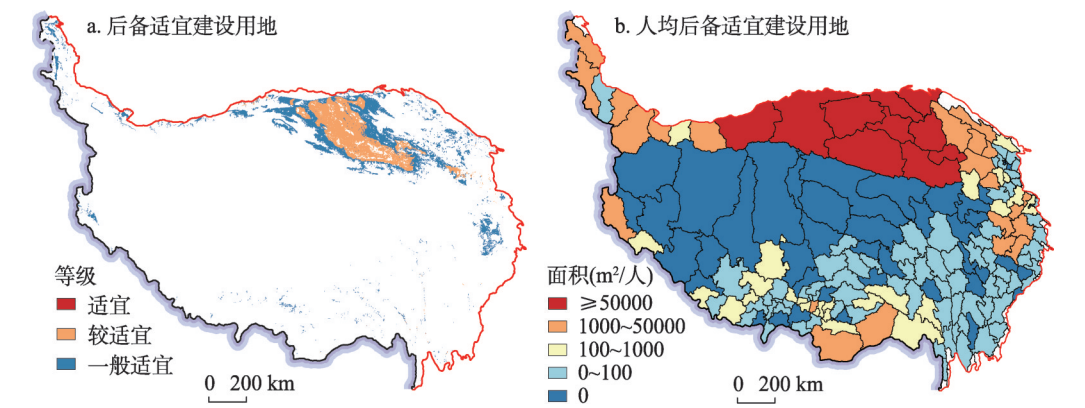 a. 后备适宜建设用地
等级
适宜
较适宜
一般适宜
0 200 km
b. 人均后备适宜建设用地
面积(m²/人)
≥50000
1000~50000
100~1000
0~100
0
0 200 km